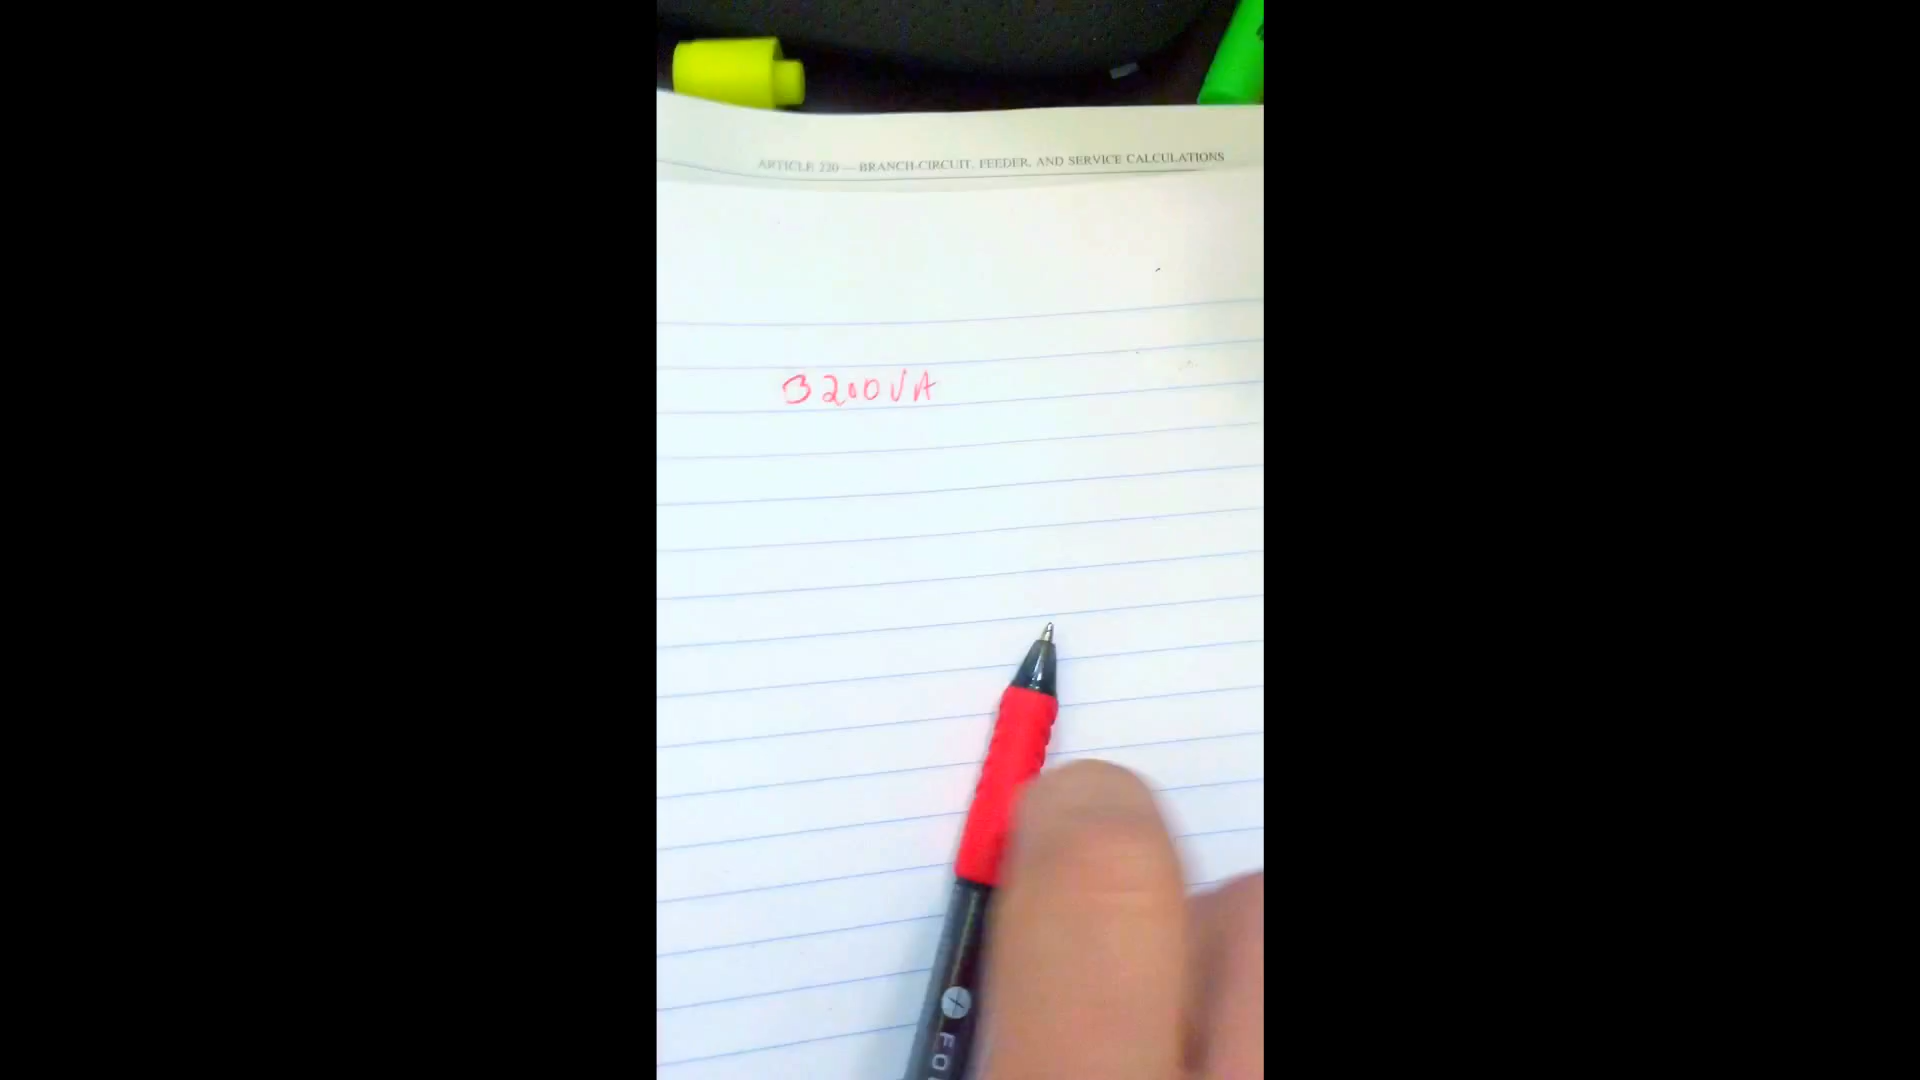 ARTICLE 220 — BRANCH-CIRCUIT, FEEDER, AND SERVICE CALCULATIONS
3200VA